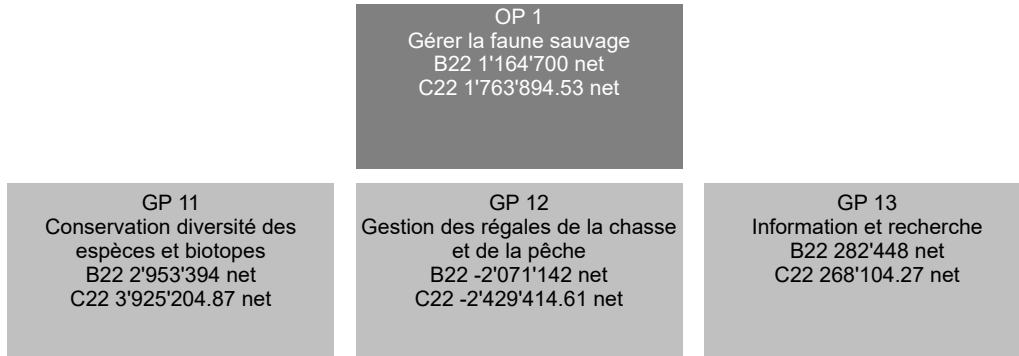 OP 1
Gérer la faune sauvage
B22 1'164'700 net
C22 1'763'894.53 net
GP 11
Conservation diversité des
espèces et biotopes
B22 2'953'394 net
C22 3'925'204.87 net
GP 12
Gestion des régales de la chasse
et de la pêche
B22 -2'071'142 net
C22 -2'429'414.61 net
GP 13
Information et recherche
B22 282'448 net
C22 268'104.27 net